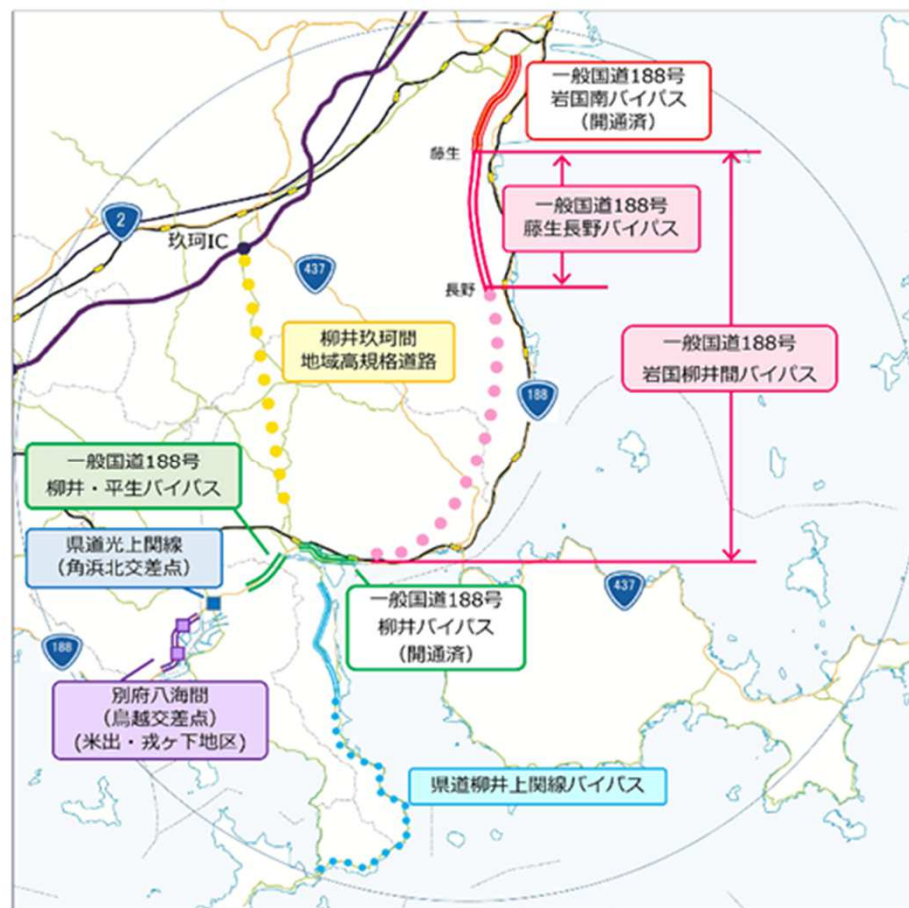 一般国道188号
岩国南バイパス
（開通済）
藤生
一般国道188号
藤生長野バイパス
2
玖珂IC
437
長野
柳井玖珂間
地域高規格道路
一般国道188号
岩国柳井間バイパス
188
一般国道188号
柳井・平生バイパス
県道光上関線
（角浜北交差点）
437
一般国道188号
柳井バイパス
（開通済）
188
別府八海間
（鳥越交差点）
(米出・戎ヶ下地区)
県道柳井上関線バイパス